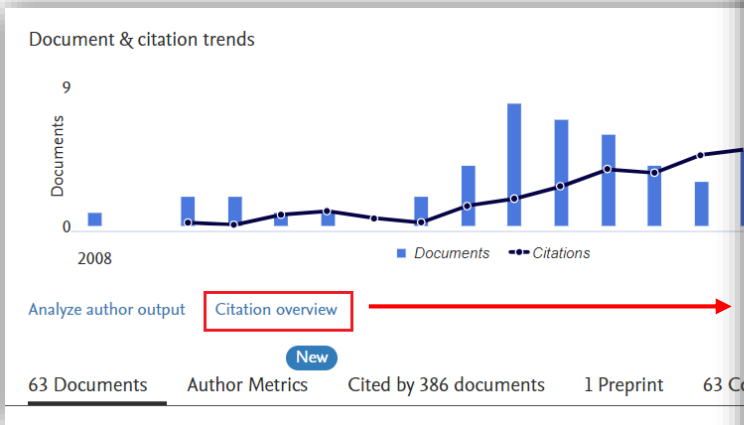 Document & citation trends
9
Documents
0
2008
Documents Citations
Analyze author output Citation overview
New
63 Documents Author Metrics Cited by 386 documents 1 Preprint 63